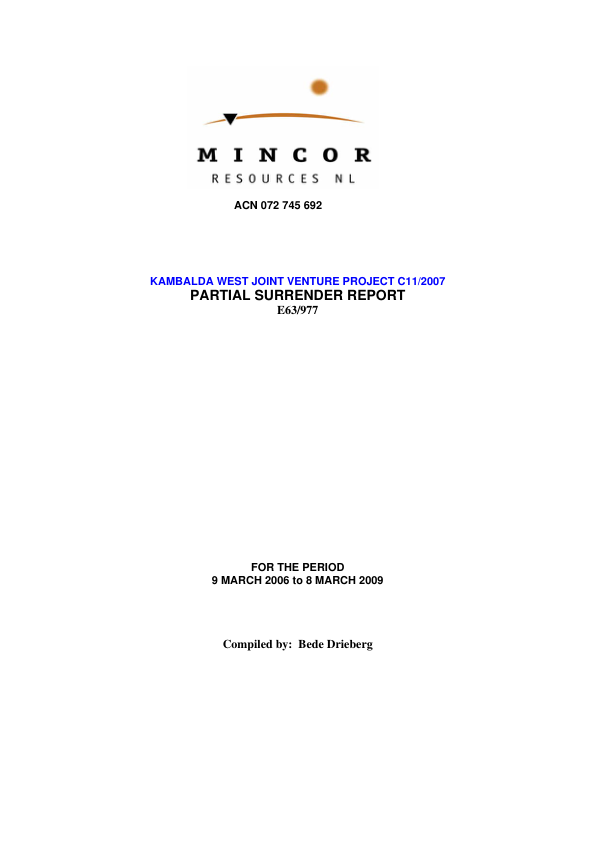 MINCOR
RESOURCES NL
ACN 072 745 692
KAMBALDA WEST JOINT VENTURE PROJECT C11/2007
PARTIAL SURRENDER REPORT
E63/977
FOR THE PERIOD
9 MARCH 2006 to 8 MARCH 2009
Compiled by: Bede Drieberg